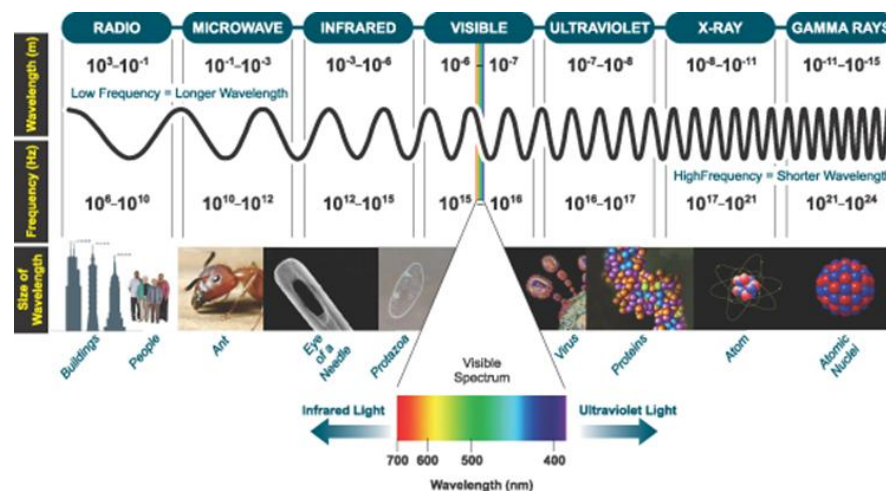 RADIO
MICROWAVE
INFRARED
VISIBLE
ULTRAVIOLET
X-RAY
GAMMA RAYS
Wavelength (m)
10³–10⁻¹
10⁻¹–10⁻³
10⁻³–10⁻⁶
10⁻⁶ – 10⁻⁷
10⁻⁷–10⁻⁸
10⁻⁸–10⁻¹¹
10⁻¹¹–10⁻¹⁵
Low Frequency = Longer Wavelength
Frequency (Hz)
HighFrequency = Shorter Wavelength
10⁶–10¹⁰
10¹⁰–10¹²
10¹²–10¹⁵
10¹⁵ – 10¹⁶
10¹⁶–10¹⁷
10¹⁷–10²¹
10²¹–10²⁴
Size of
Wavelength
Buildings
People
Ant
Eye
of a
Needle
Protazoa
Virus
Proteins
Atom
Atomic
Nuclei
Visible
Spectrum
Infrared Light
Ultraviolet Light
700
600
500
400
Wavelength (nm)